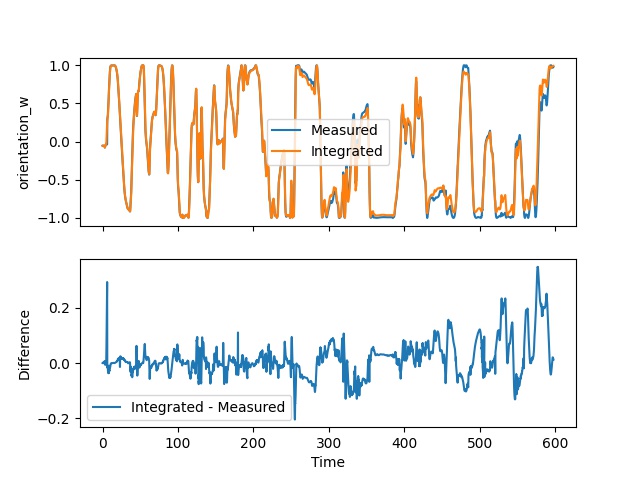 1.0
0.5
0.0
−0.5
−1.0
orientation_w
Measured
Integrated
0.2
0.0
−0.2
Difference
Integrated - Measured
0 100 200 300 400 500 600
Time